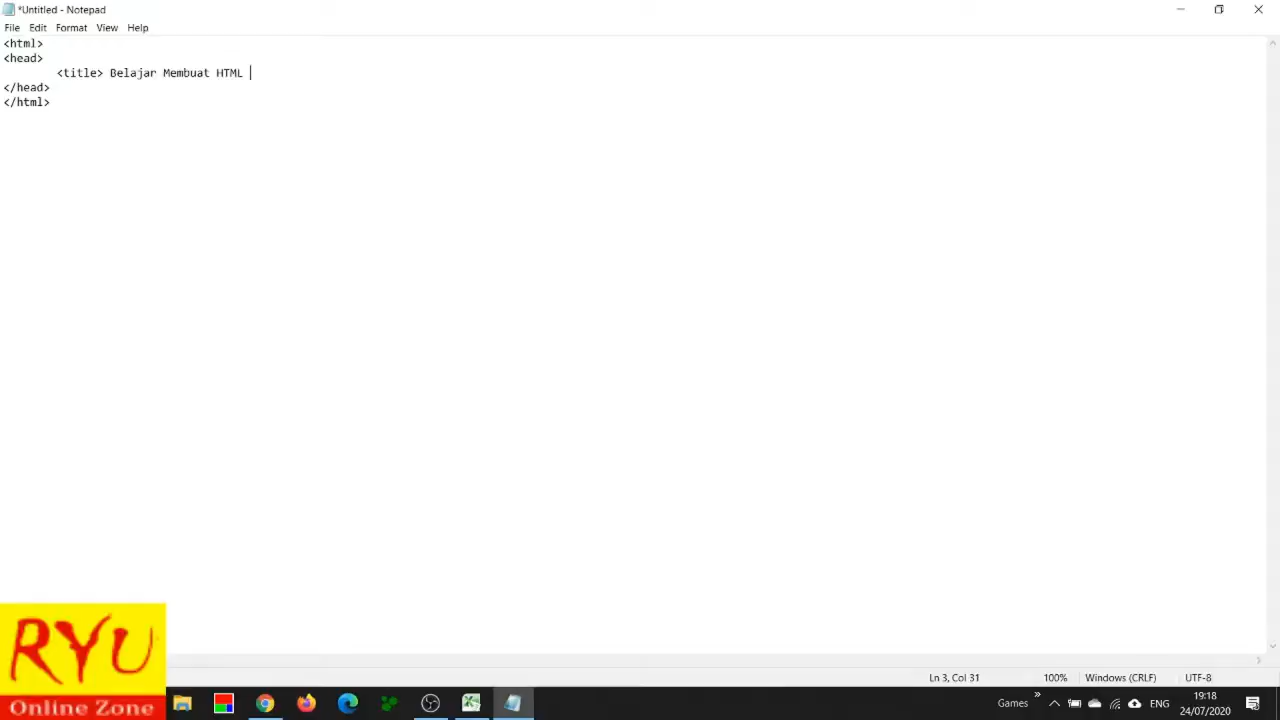 *Untitled - Notepad
File Edit Format View Help
<html>
<head>
<title> Belajar Membuat HTML
</head>
</html>
Ln 3, Col 31 100% Windows (CRLF) UTF-8
RYU
Online Zone
Games ENG 19:18
24/07/2020